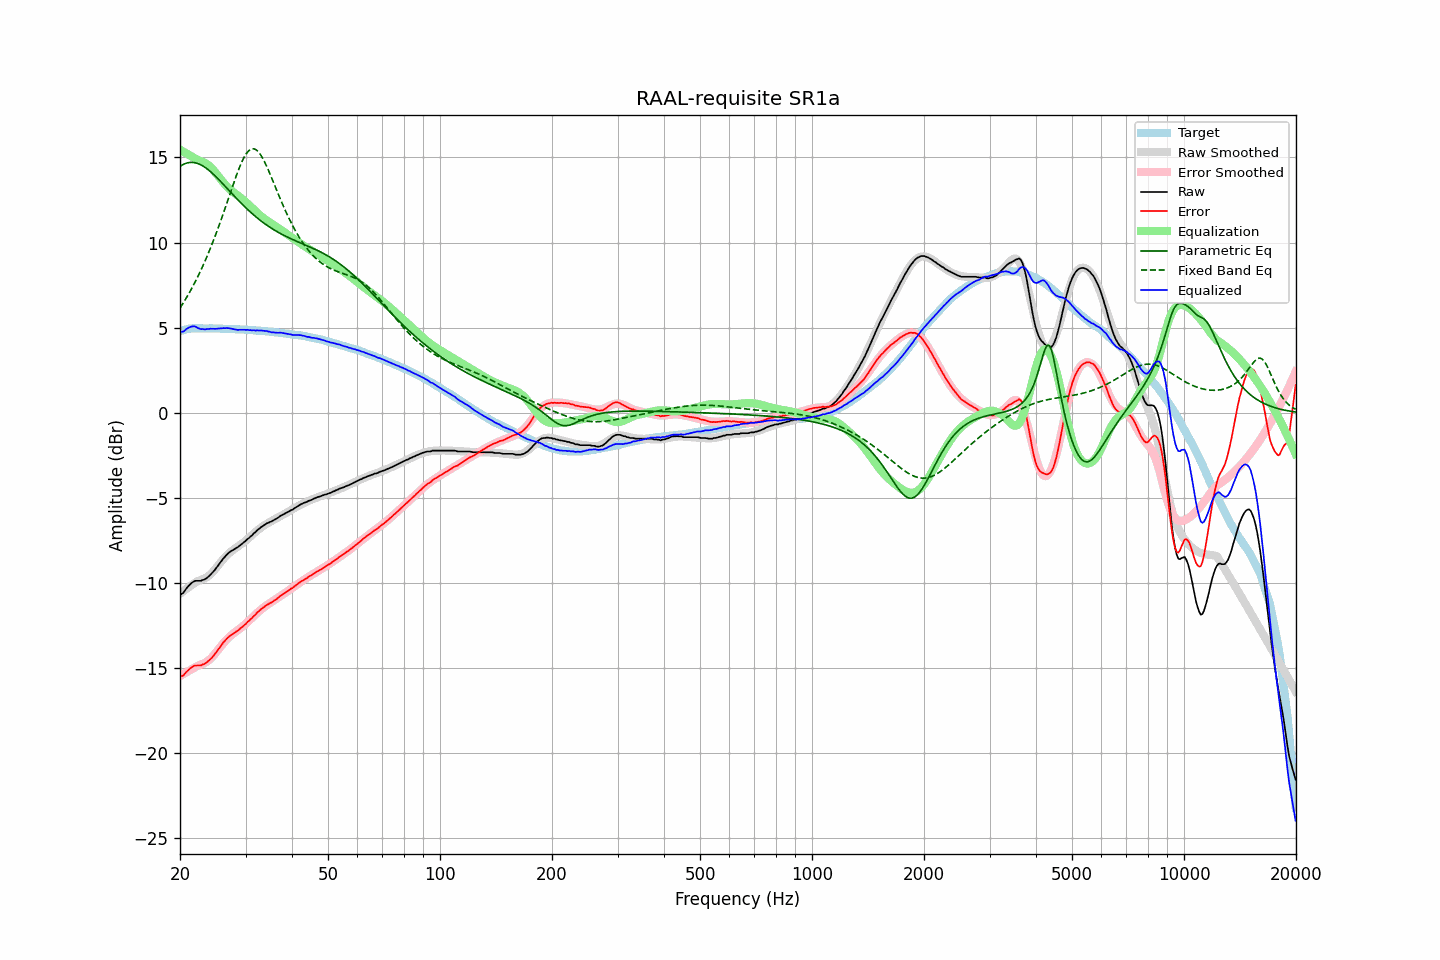 RAAL-requisite SR1a
Target
Raw Smoothed
Error Smoothed
Raw
Error
Equalization
Parametric Eq
Fixed Band Eq
Equalized
15
10
5
0
−5
−10
−15
−20
−25
Amplitude (dBr)
20 50 100 200 500 1000 2000 5000 10000 20000
Frequency (Hz)